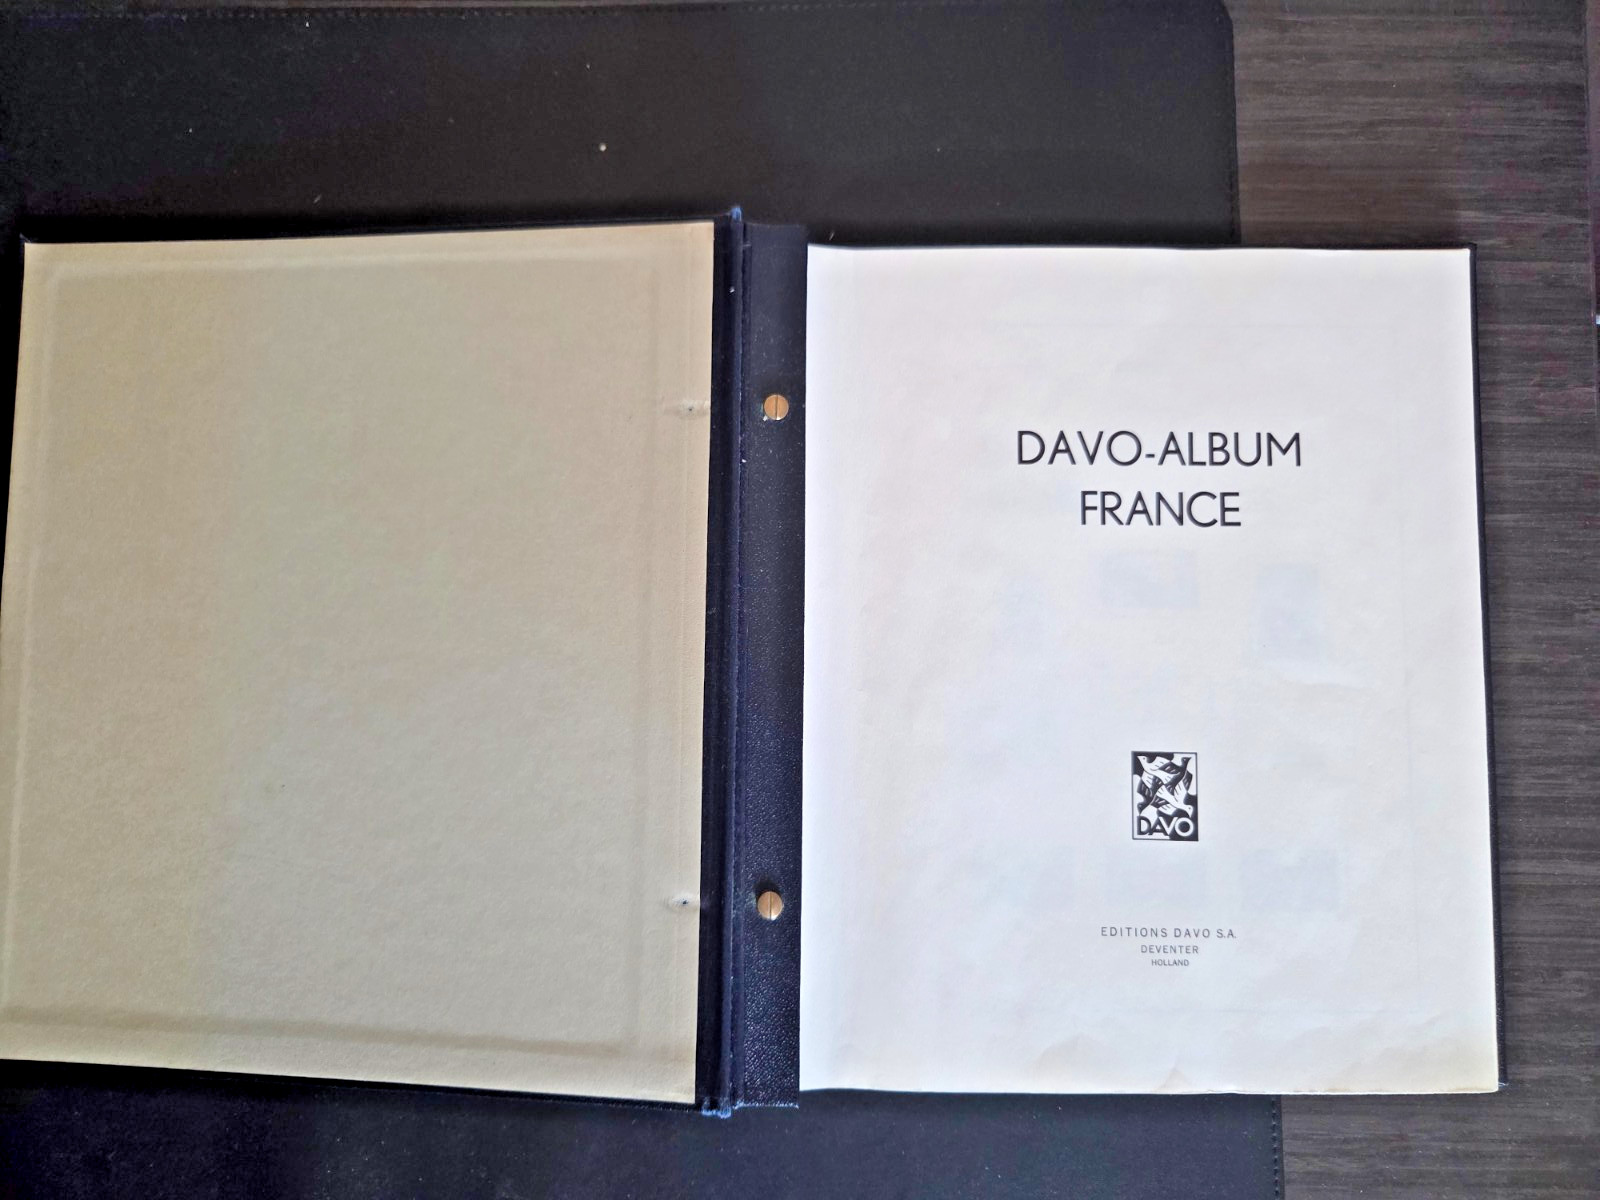 DAVO-ALBUM
FRANCE
DAVO
EDITIONS DAVO S.A.
DEVENTER
HOLLAND